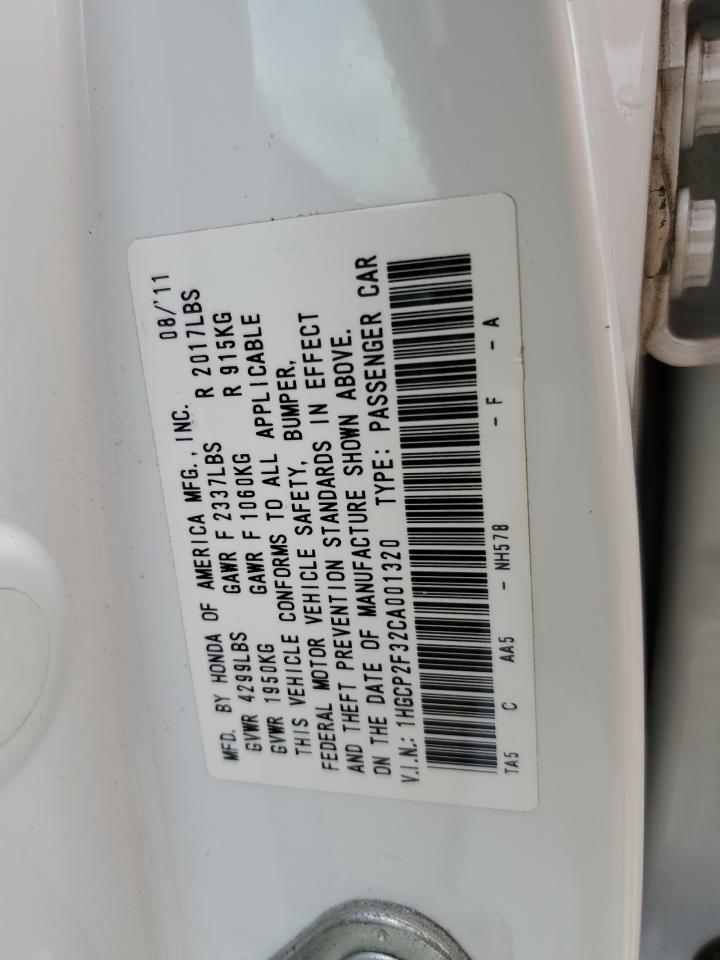 MFD. BY HONDA OF AMERICA MFG., INC. 08/'11
GVWR 4299LBS GAWR F 2337LBS R 2017LBS
GVWR 1950KG GAWR F 1060KG R 915KG
THIS VEHICLE CONFORMS TO ALL APPLICABLE
FEDERAL MOTOR VEHICLE SAFETY, BUMPER,
AND THEFT PREVENTION STANDARDS IN EFFECT
ON THE DATE OF MANUFACTURE SHOWN ABOVE.
V.I.N.: 1HGCP2F32CA001320 TYPE: PASSENGER CAR
TA5 C AA5 - NH578 - F - A